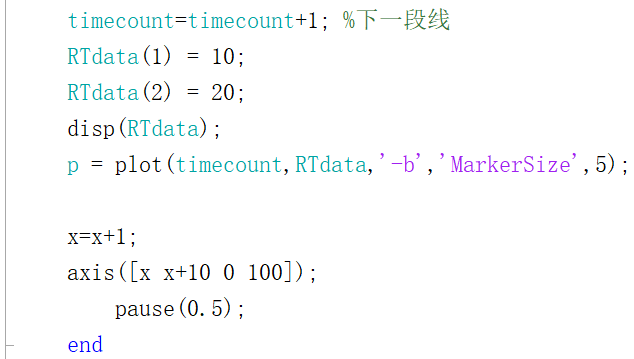 timecount=timecount+1; %下一段线
RTdata(1) = 10;
RTdata(2) = 20;
disp(RTdata);
p = plot(timecount,RTdata,'-b','MarkerSize',5);
x=x+1;
axis([x x+10 0 100]);
pause(0.5);
end